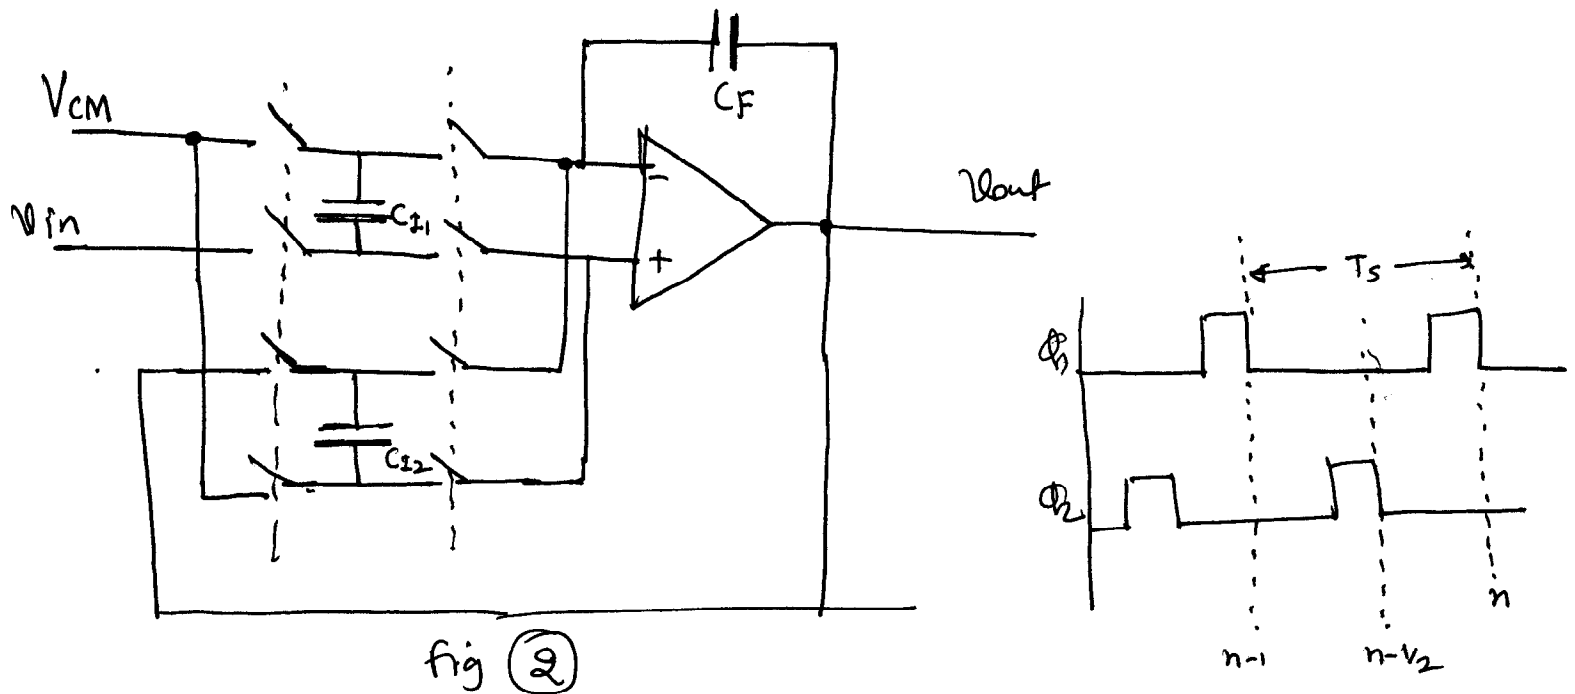 VCM
Vin
CI1
CI2
CF
−
+
Vout
Ts
Φ1
Φ2
n-1
n-1/2
n
fig 2